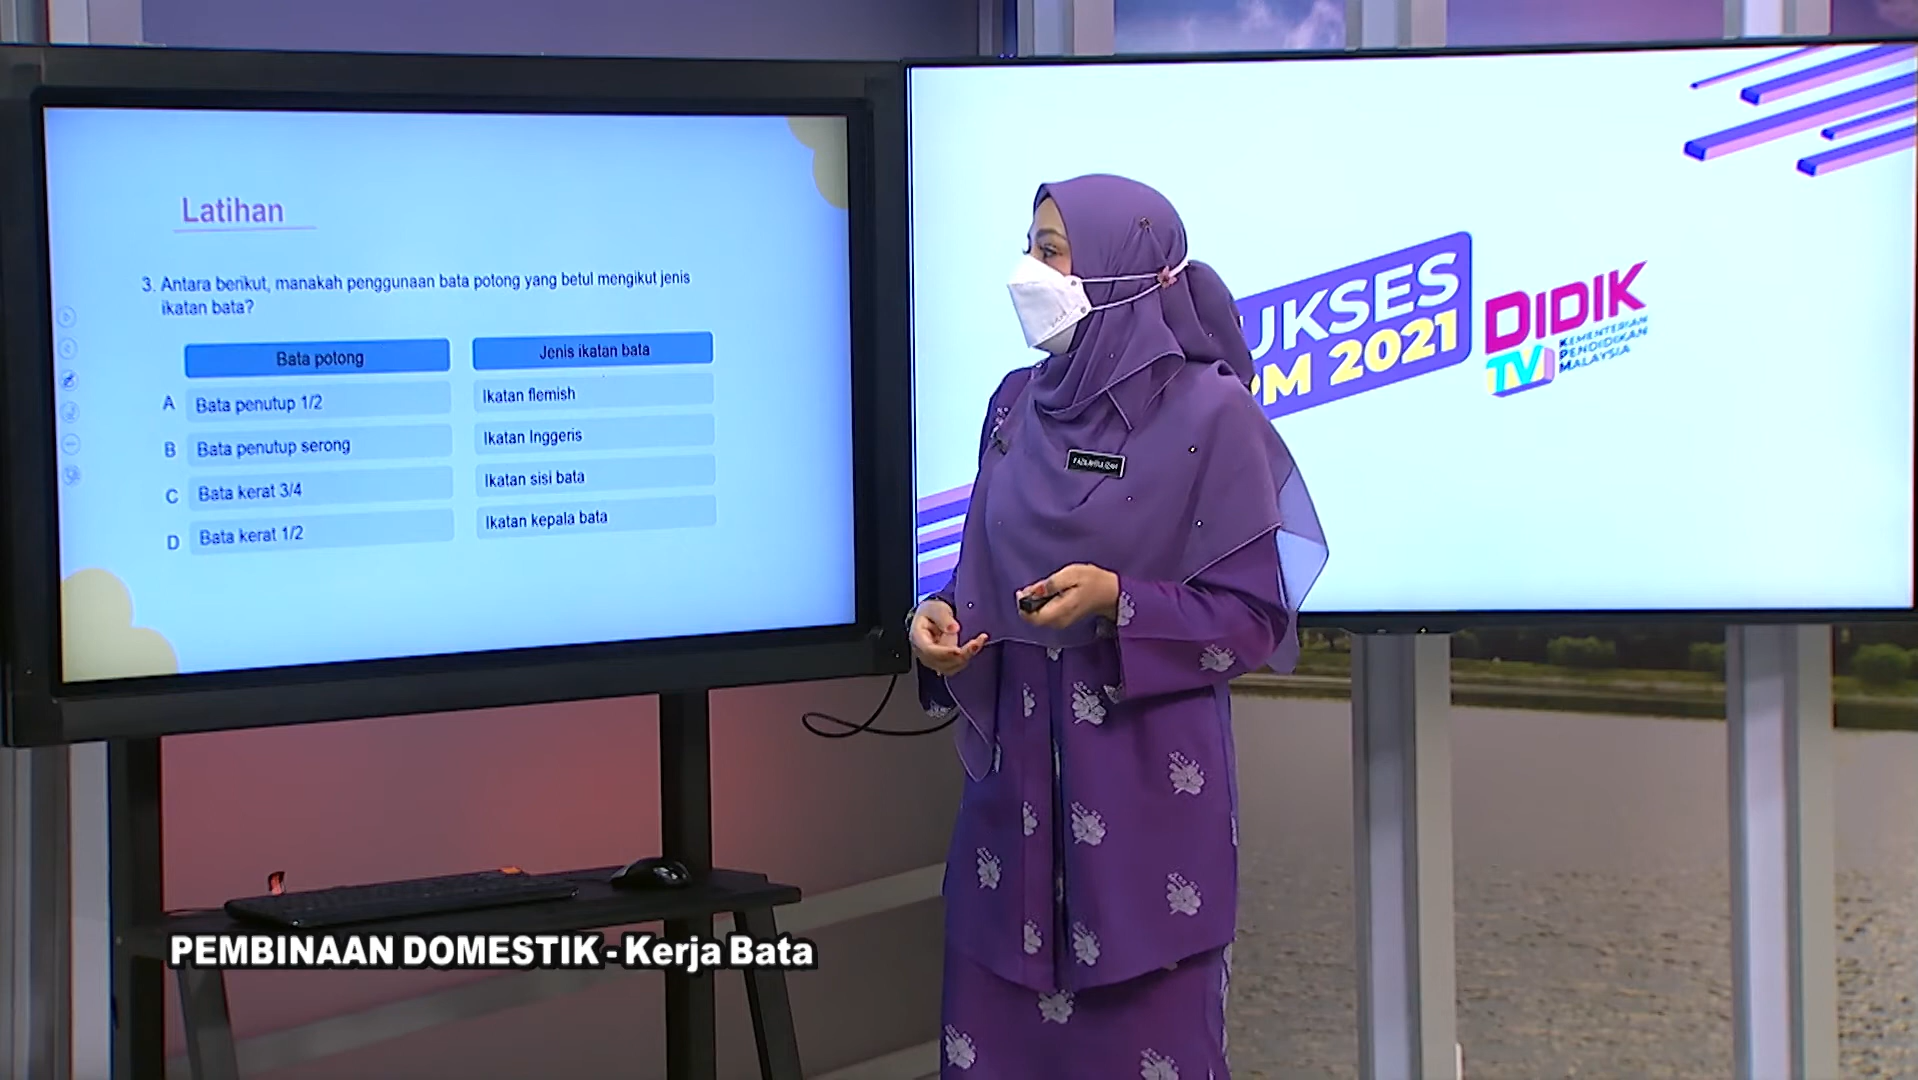 Latihan
3. Antara berikut, manakah penggunaan bata potong yang betul mengikut jenis
ikatan bata?
Bata potong
Jenis ikatan bata
A Bata penutup 1/2
Ikatan flemish
B Bata penutup serong
Ikatan Inggeris
C Bata kerat 3/4
Ikatan sisi bata
D Bata kerat 1/2
Ikatan kepala bata
UKSES
PM 2021
DIDIK
TV
KEMENTERIAN
PENDIDIKAN
MALAYSIA
PEMBINAAN DOMESTIK - Kerja Bata